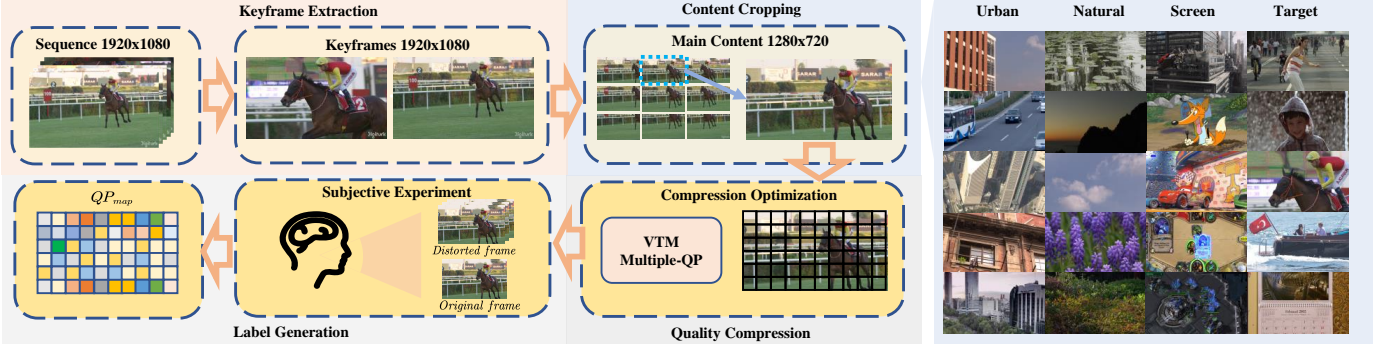 Keyframe Extraction
Content Cropping
Urban
Natural
Screen
Target
Sequence 1920x1080
Keyframes 1920x1080
Main Content 1280x720
QP_map
Subjective Experiment
Compression Optimization
VTM
Multiple-QP
Distorted frame
Original frame
Label Generation
Quality Compression